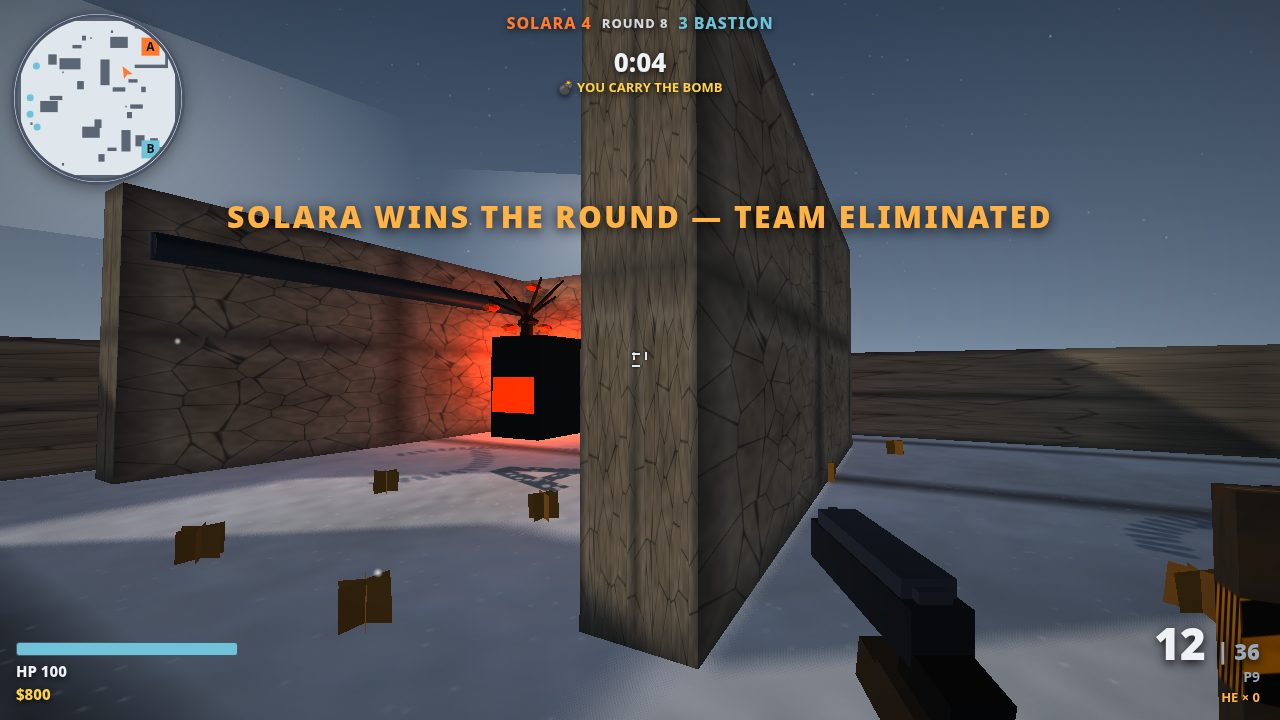 SOLARA 4 ROUND 8 3 BASTION
0:04
YOU CARRY THE BOMB
A
B
SOLARA WINS THE ROUND — TEAM ELIMINATED
A
HP 100
$800
12 | 36
P9
HE × 0